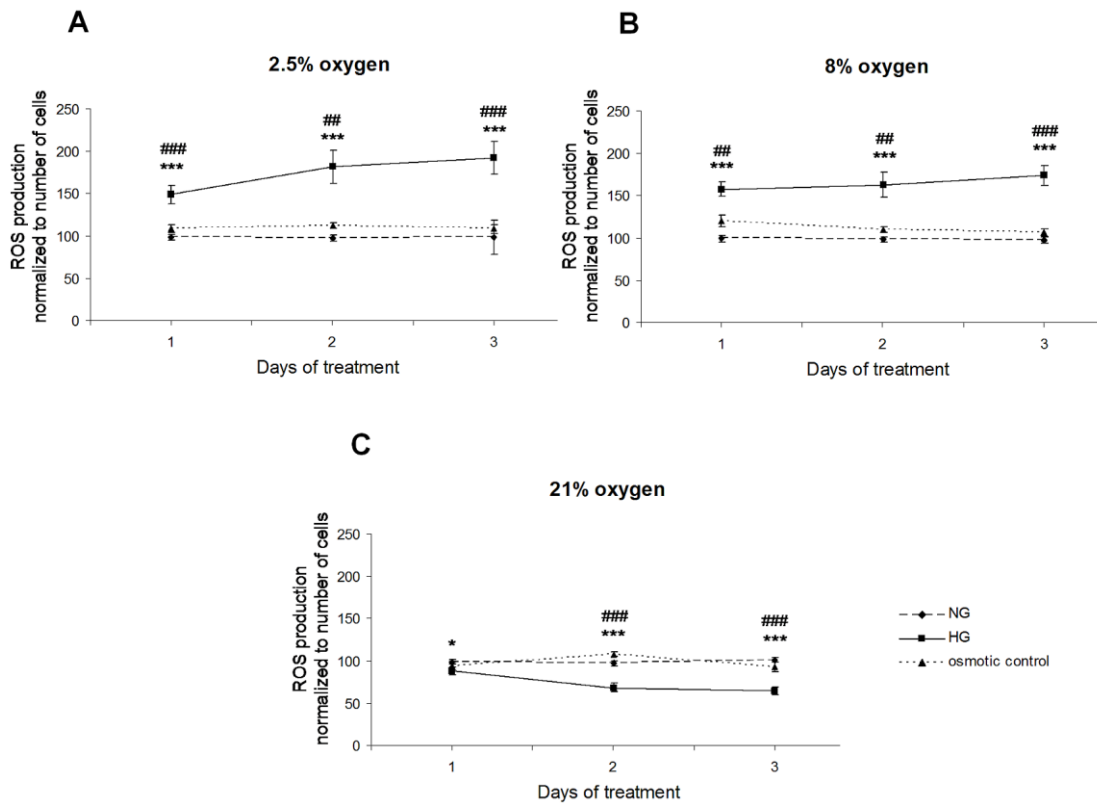 A
2.5% oxygen
ROS production
normalized to number of cells
250
200
150
100
50
0
###
***
##
***
###
***
1 2 3
Days of treatment
B
8% oxygen
ROS production
normalized to number of cells
250
200
150
100
50
0
##
***
##
***
###
***
1 2 3
Days of treatment
C
21% oxygen
ROS production
normalized to number of cells
250
200
150
100
50
0
*
###
***
###
***
1 2 3
Days of treatment
NG
HG
osmotic control